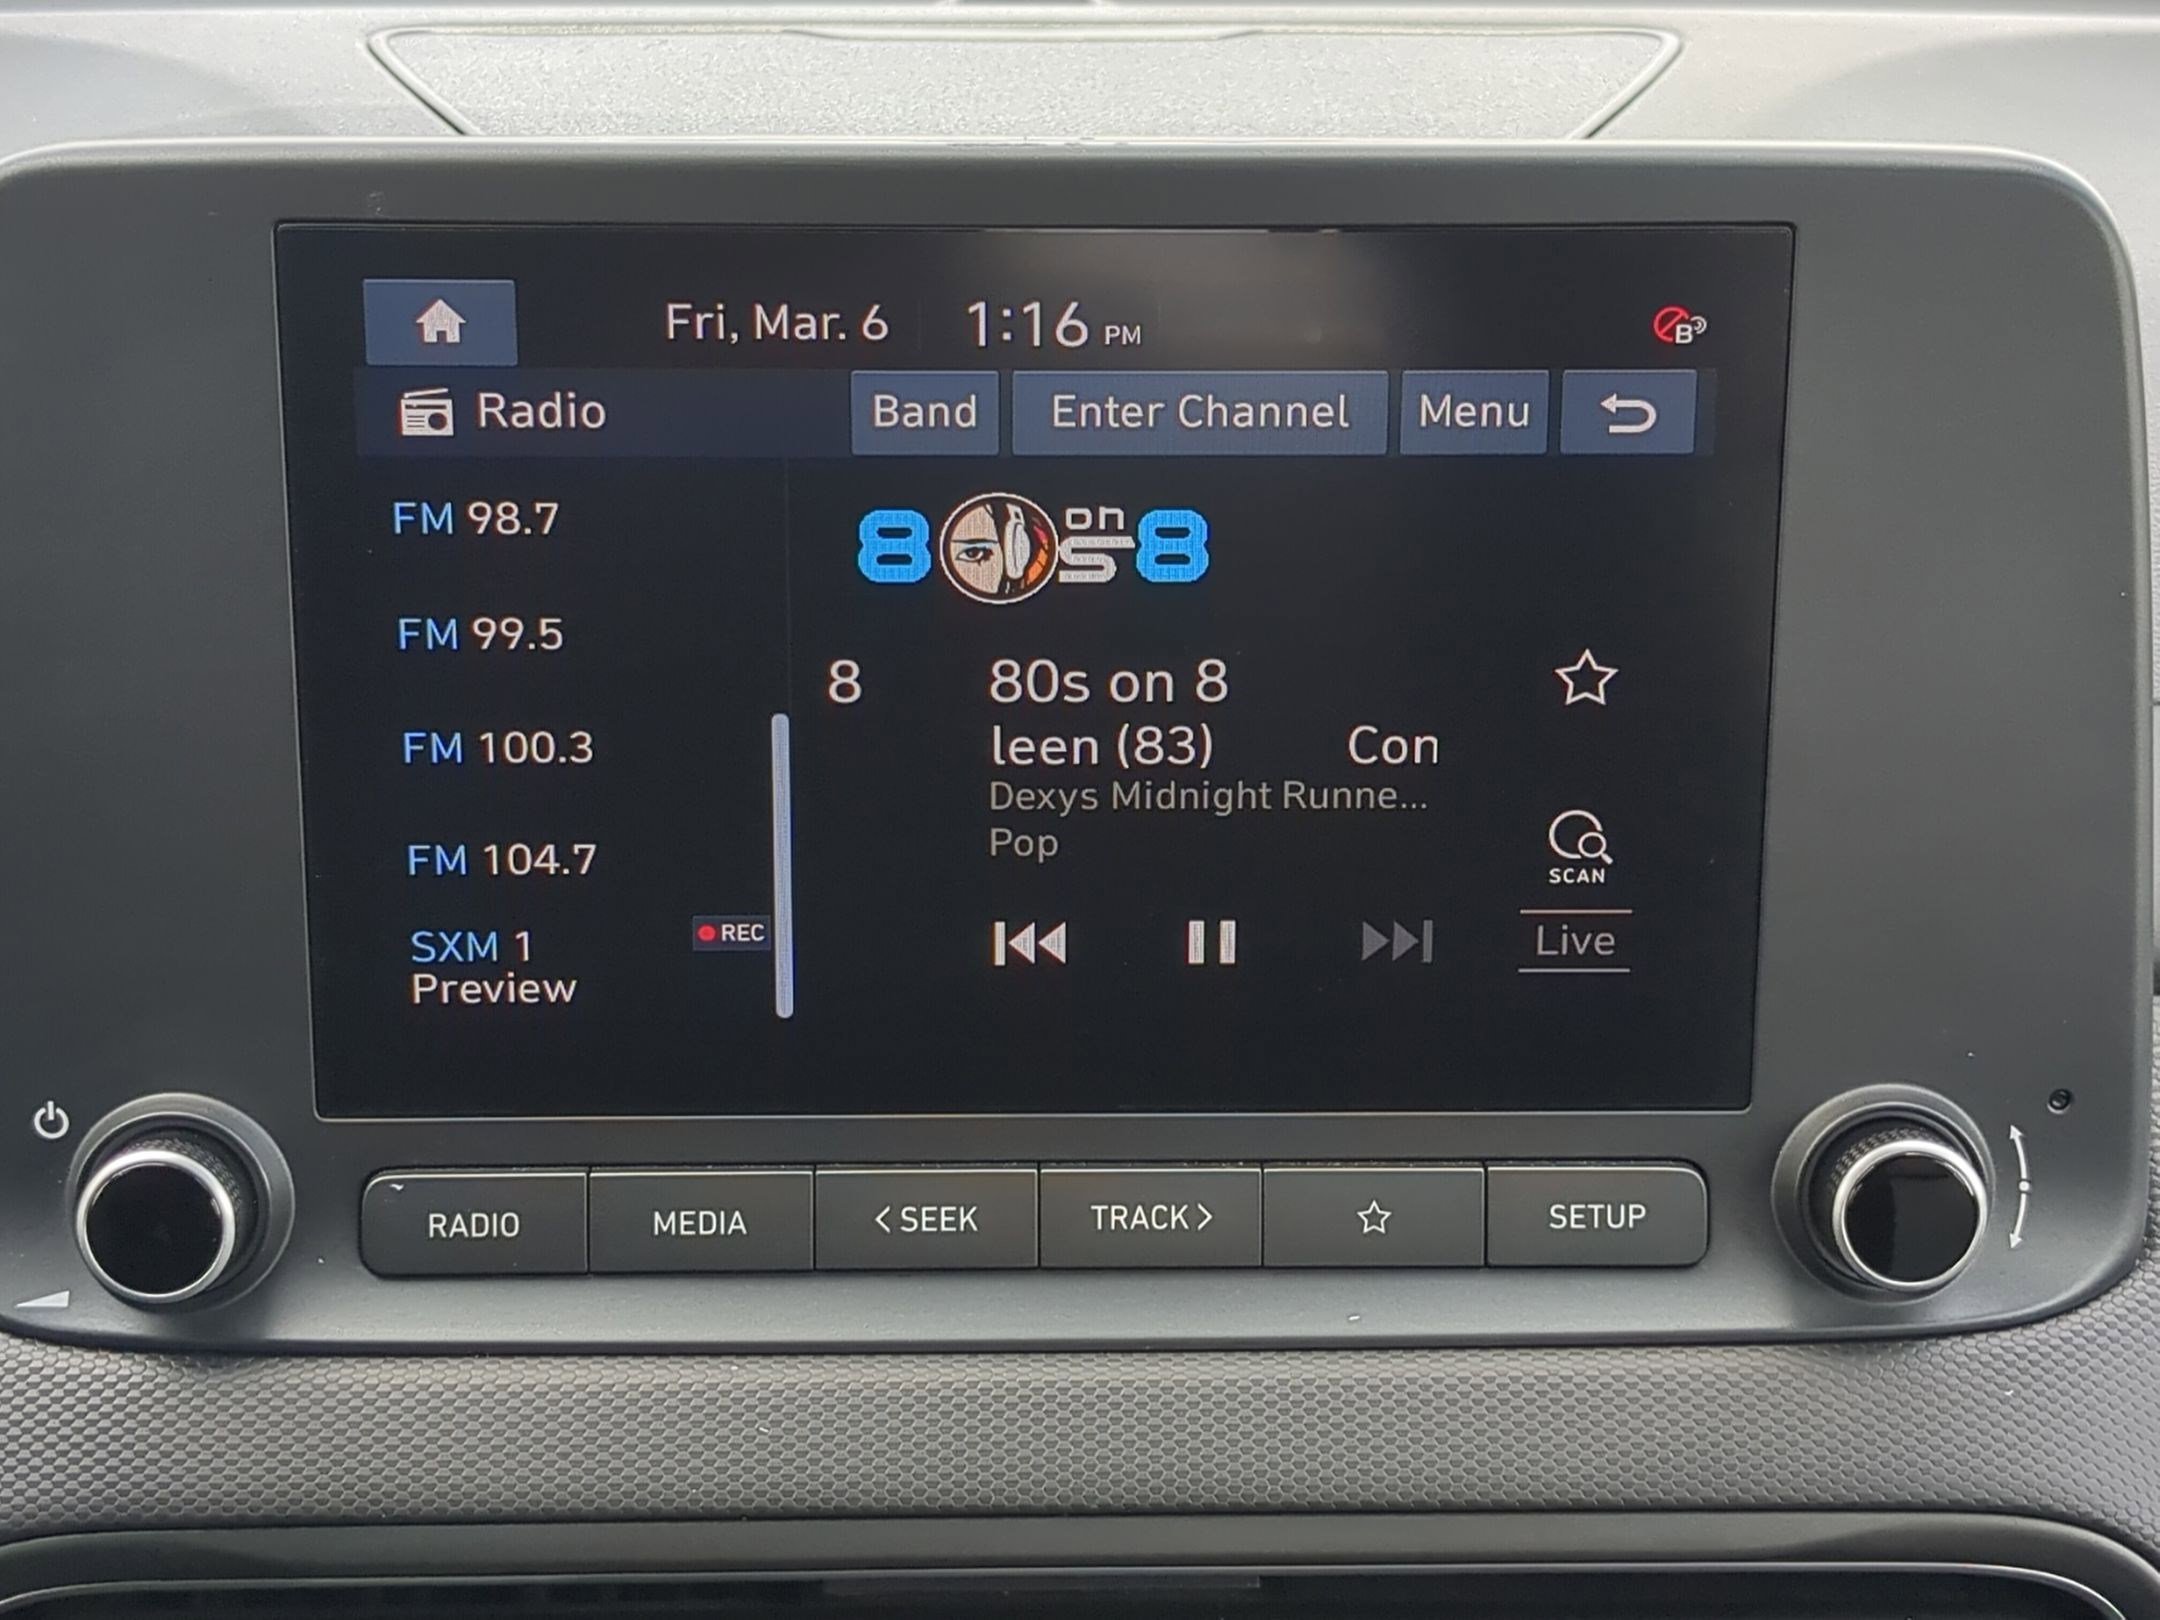 Fri, Mar. 6 1:16 PM
B
Radio Band Enter Channel Menu
FM 98.7
FM 99.5
FM 100.3
FM 104.7
SXM 1
REC
Preview
8 on s 8
8 80s on 8
leen (83) Con
Dexys Midnight Runne...
Pop
SCAN
Live
RADIO MEDIA < SEEK TRACK > SETUP